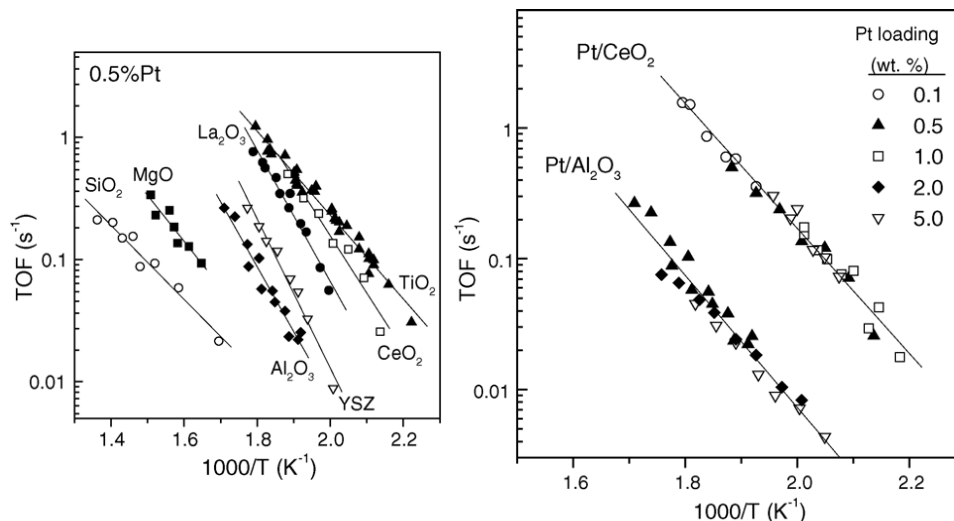 0.5%Pt
SiO₂
MgO
La₂O₃
Al₂O₃
YSZ
CeO₂
TiO₂
1
0.1
0.01
TOF (s⁻¹)
1.4 1.6 1.8 2.0 2.2
1000/T (K⁻¹)
Pt/CeO₂
Pt/Al₂O₃
Pt loading
(wt. %)
0.1
0.5
1.0
2.0
5.0
1
0.1
0.01
TOF (s⁻¹)
1.6 1.8 2.0 2.2
1000/T (K⁻¹)